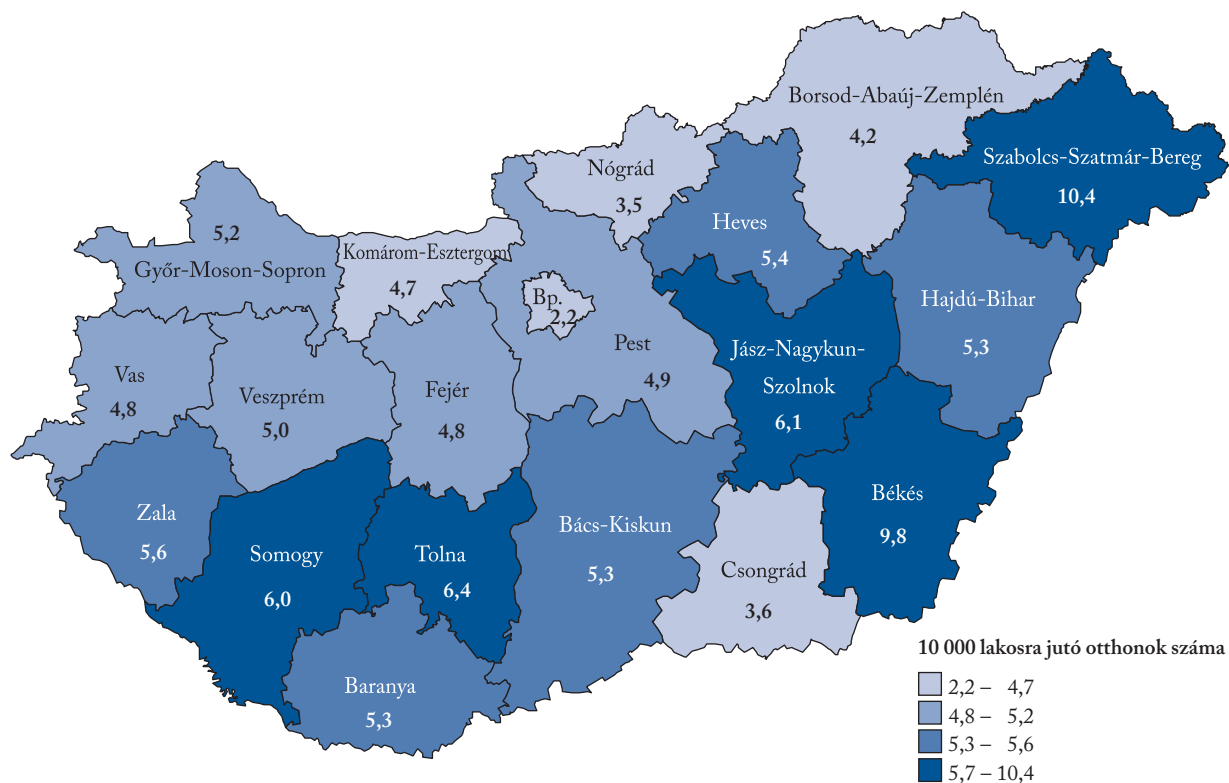 Borsod-Abaúj-Zemplén
4,2
Szabolcs-Szatmár-Bereg
10,4
Nógrád
3,5
Heves
5,4
5,2
Győr-Moson-Sopron
Komárom-Esztergom
4,7
Bp.
2,2
Hajdú-Bihar
5,3
Pest
4,9
Jász-Nagykun-
Szolnok
6,1
Vas
4,8
Veszprém
5,0
Fejér
4,8
Békés
9,8
Zala
5,6
Somogy
6,0
Tolna
6,4
Bács-Kiskun
5,3
Csongrád
3,6
Baranya
5,3
10 000 lakosra jutó otthonok száma
2,2 – 4,7
4,8 – 5,2
5,3 – 5,6
5,7 – 10,4